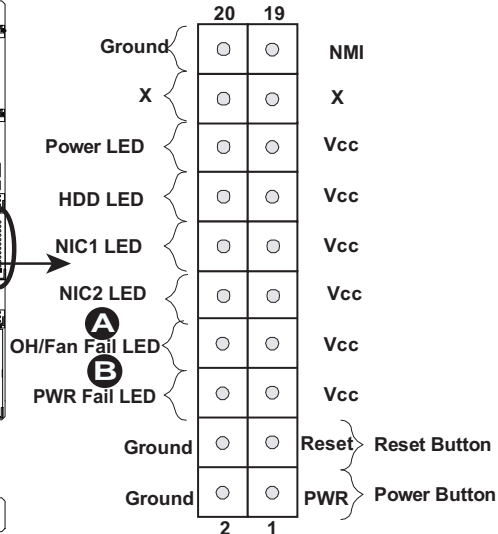 20 19
Ground NMI
X X
Power LED Vcc
HDD LED Vcc
NIC1 LED Vcc
NIC2 LED Vcc
A
OH/Fan Fail LED Vcc
B
PWR Fail LED Vcc
Ground Reset Reset Button
Ground PWR Power Button
2 1